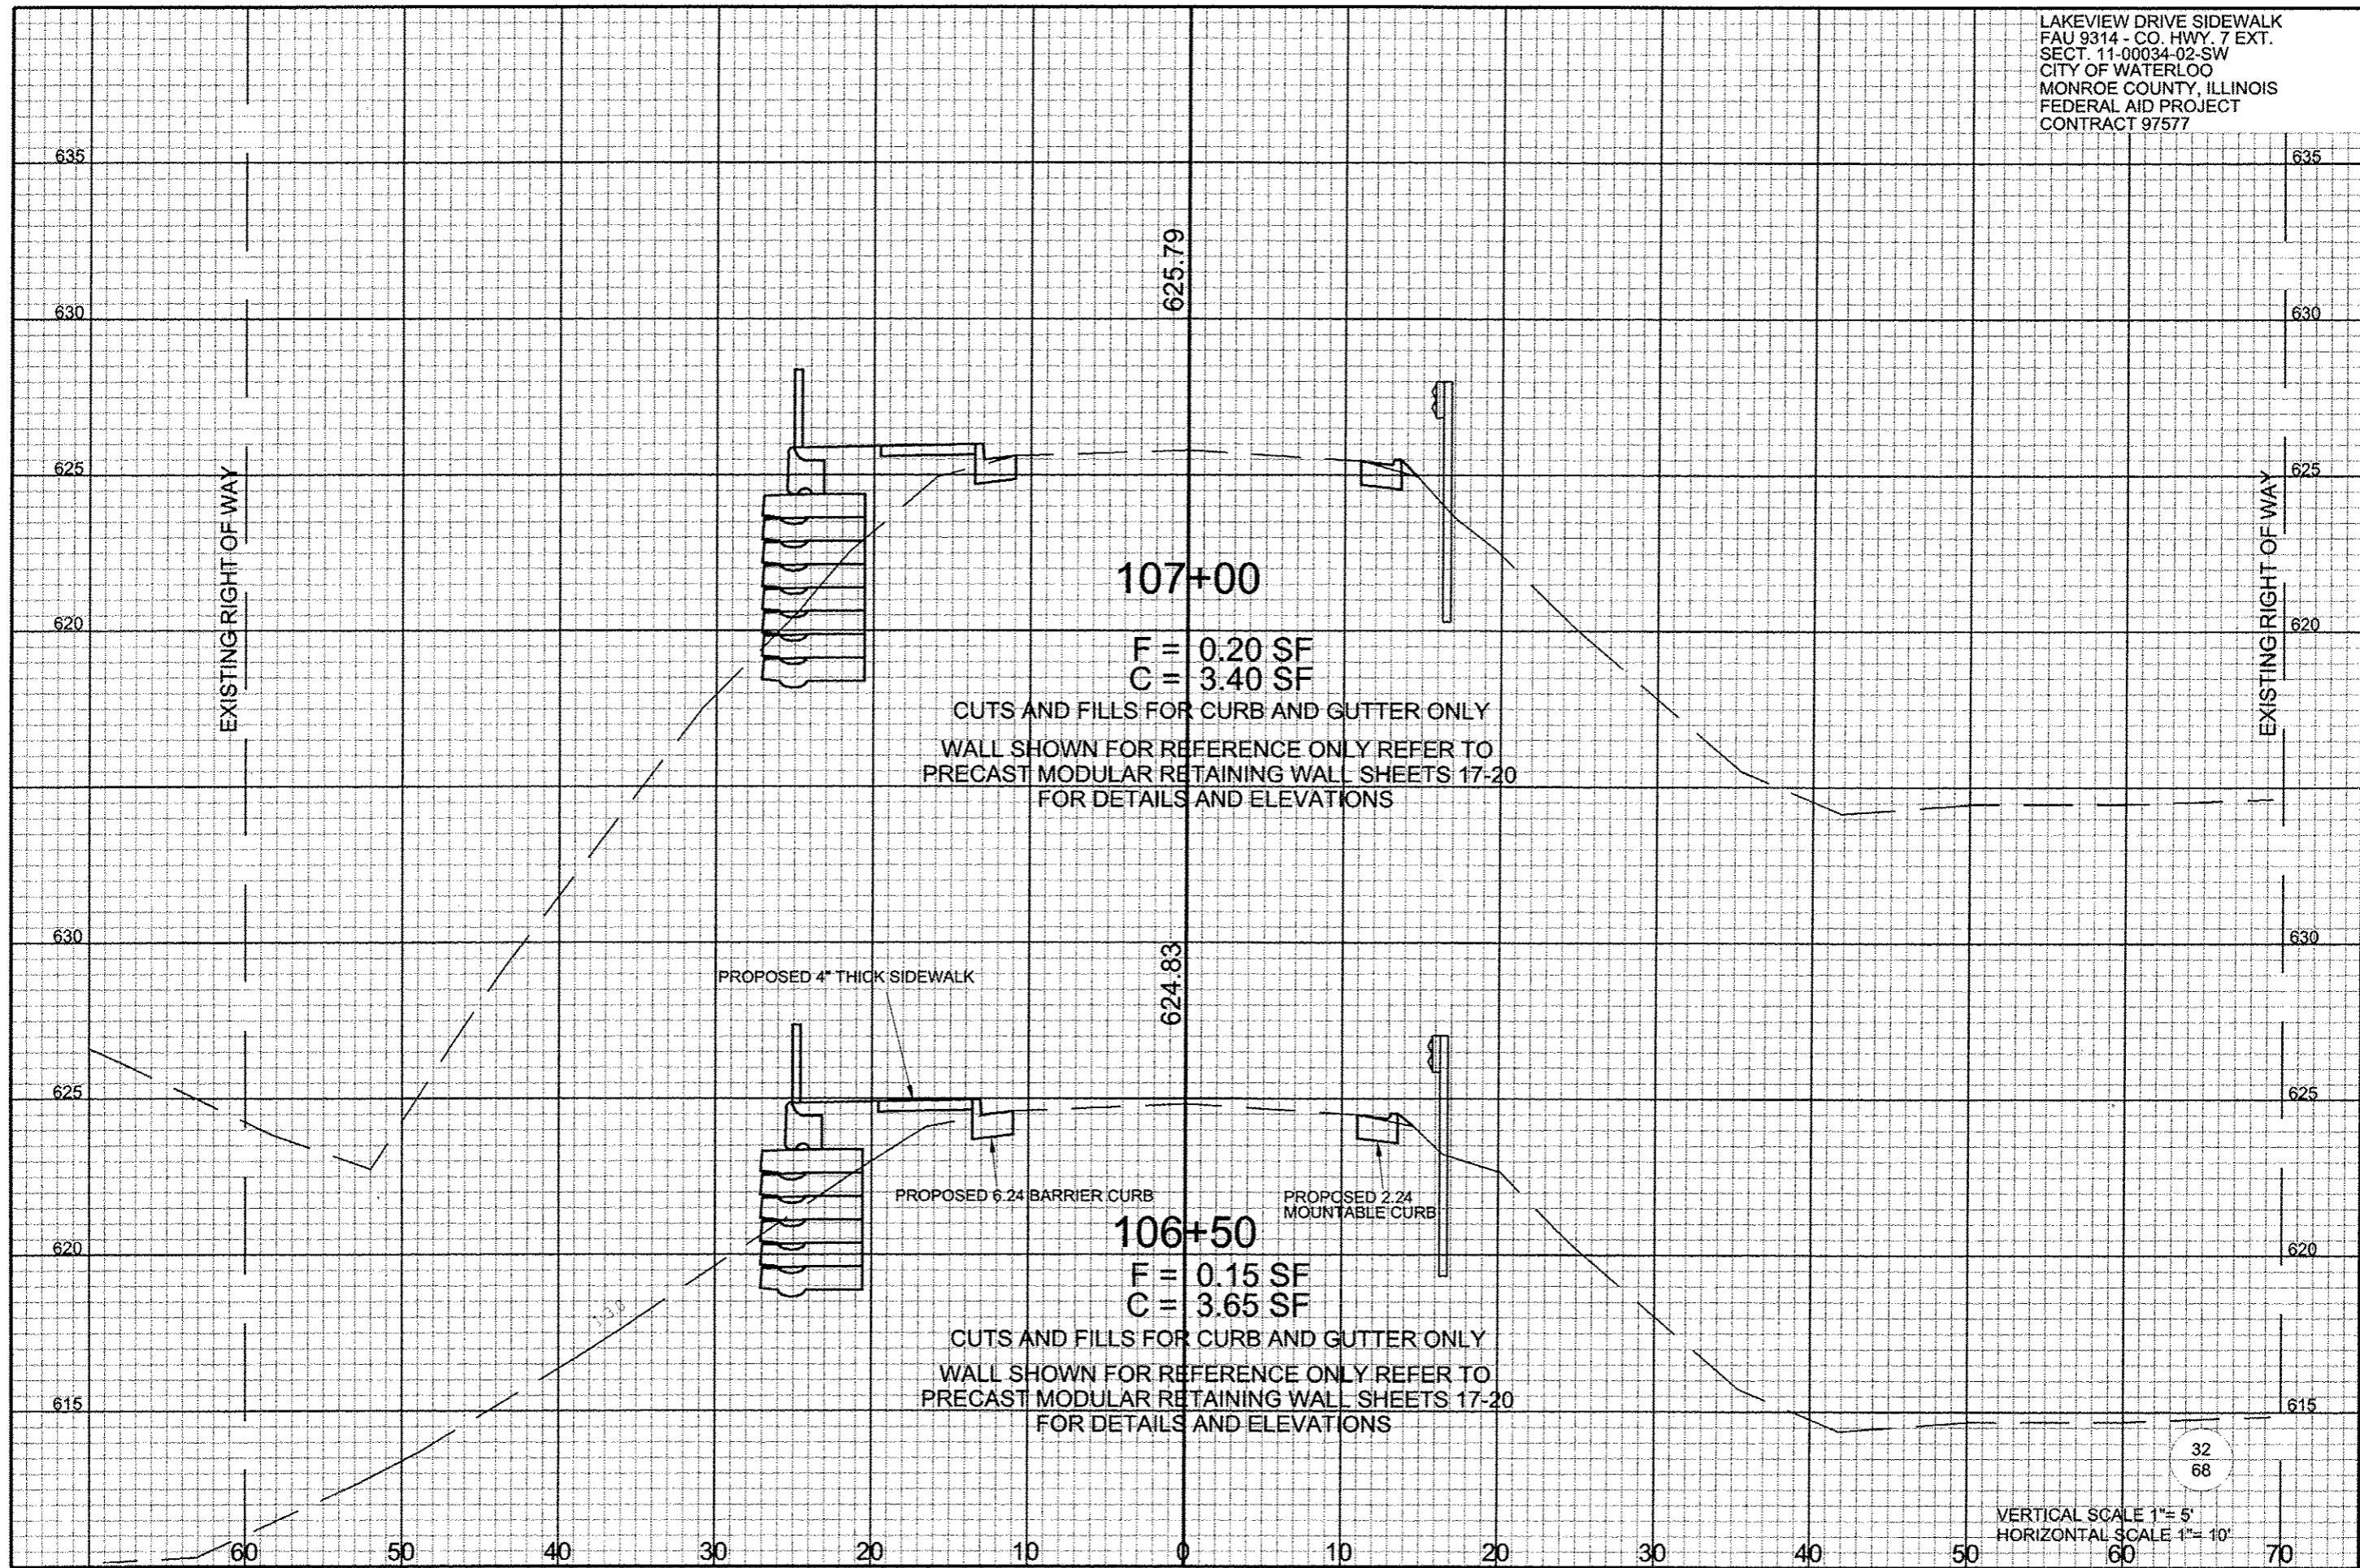 LAKEVIEW DRIVE SIDEWALK
FAU 9314 - CO. HWY. 7 EXT.
SECT. 11-00034-02-SW
CITY OF WATERLOO
MONROE COUNTY, ILLINOIS
FEDERAL AID PROJECT
CONTRACT 97577
635
635
625.79
630
630
625
625
EXISTING RIGHT OF WAY
EXISTING RIGHT OF WAY
107+00
620
620
F = 0.20 SF
C = 3.40 SF
CUTS AND FILLS FOR CURB AND GUTTER ONLY
WALL SHOWN FOR REFERENCE ONLY REFER TO
PRECAST MODULAR RETAINING WALL SHEETS 17-20
FOR DETAILS AND ELEVATIONS
630
630
624.83
PROPOSED 4" THICK SIDEWALK
625
625
PROPOSED 6.24 BARRIER CURB
PROPOSED 2.24
MOUNTABLE CURB
106+50
620
620
F = 0.15 SF
C = 3.65 SF
CUTS AND FILLS FOR CURB AND GUTTER ONLY
WALL SHOWN FOR REFERENCE ONLY REFER TO
PRECAST MODULAR RETAINING WALL SHEETS 17-20
FOR DETAILS AND ELEVATIONS
615
615
32
68
VERTICAL SCALE 1"= 5'
HORIZONTAL SCALE 1"= 10'
60 50 40 30 20 10 0 10 20 30 40 50 60 70